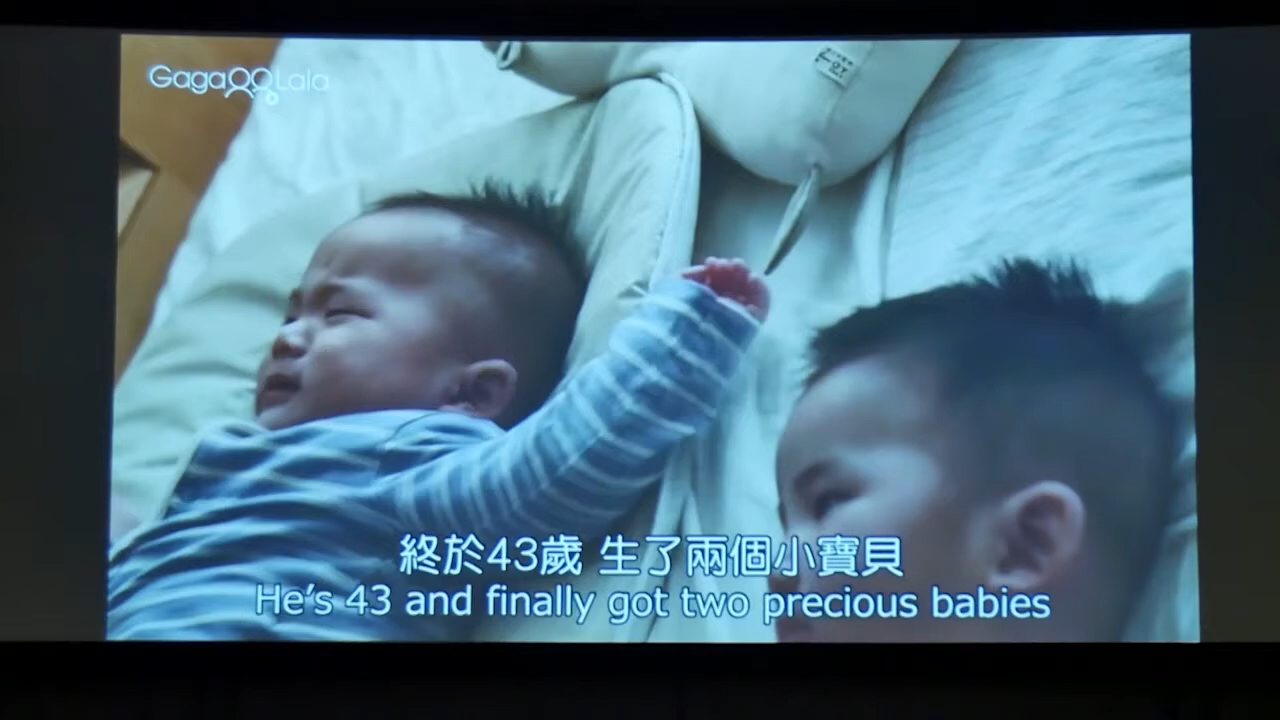 GagaOOLala
終於43歲 生了兩個小寶貝
He's 43 and finally got two precious babies